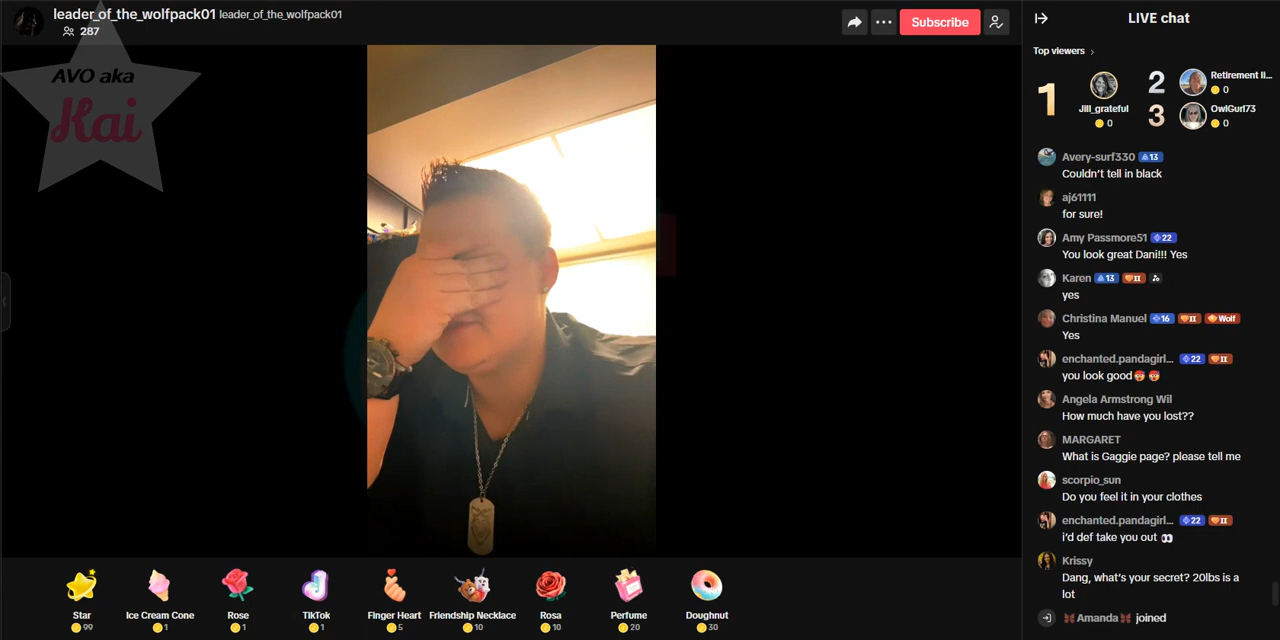 leader_of_the_wolfpack01 leader_of_the_wolfpack01
287
Subscribe
AVO aka
Kai
LIVE chat
Top viewers
1
Jill_grateful
0
2
Retirement li...
0
3
OwlGurl73
0
Avery-surf330 13
Couldn't tell in black
aj61111
for sure!
Amy Passmore51 22
You look great Dani!!! Yes
Karen 13 II
yes
Christina Manuel 16 II Wolf
Yes
enchanted.pandagirl... 22 II
you look good
Angela Armstrong Wil
How much have you lost??
MARGARET
What is Gaggie page? please tell me
scorpio_sun
Do you feel it in your clothes
enchanted.pandagirl... 22 II
i'd def take you out
Krissy
Dang, what's your secret? 20lbs is a
lot
Amanda joined
Star
99
Ice Cream Cone
1
Rose
1
TikTok
1
Finger Heart
5
Friendship Necklace
10
Rosa
10
Perfume
20
Doughnut
30